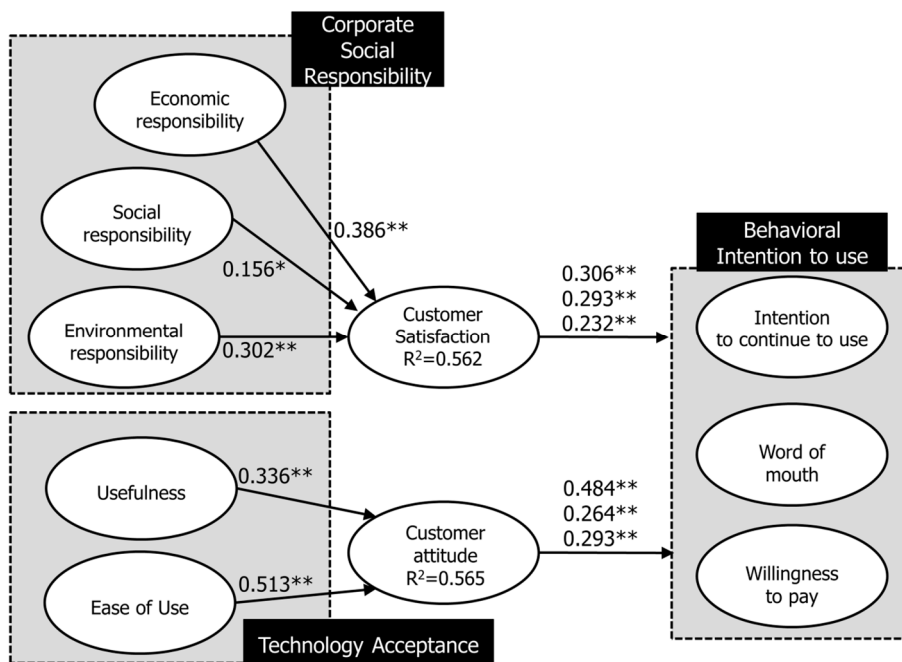 Corporate
Social
Responsibility
Economic
responsibility
Social
responsibility
Environmental
responsibility
0.386**
0.156*
0.302**
Customer
Satisfaction
R²=0.562
0.306**
0.293**
0.232**
Behavioral
Intention to use
Intention
to continue to use
Word of
mouth
Willingness
to pay
Usefulness
0.336**
Ease of Use
0.513**
Customer
attitude
R²=0.565
0.484**
0.264**
0.293**
Technology Acceptance